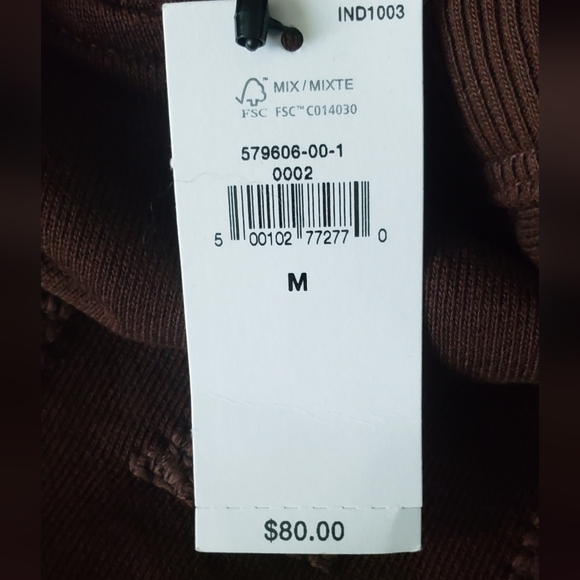 IND1003
MIX / MIXTE
FSC FSC™ C014030
579606-00-1
0002
5 00102 77277 0
M
$80.00